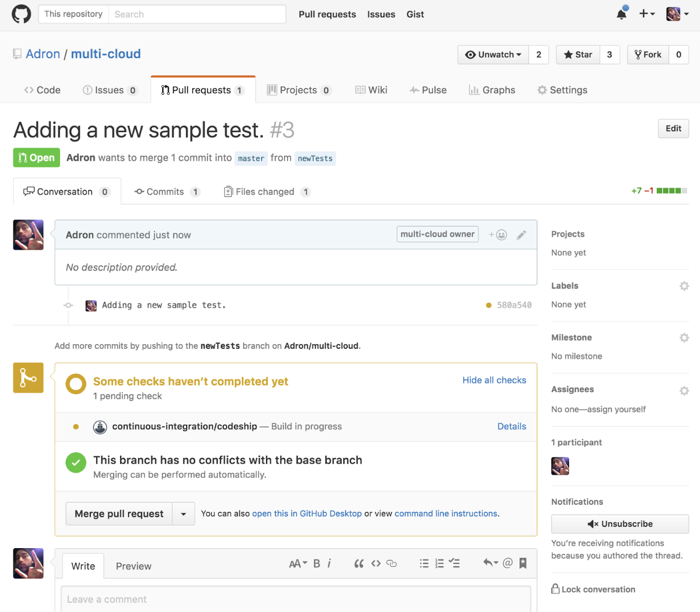 This repository Search Pull requests Issues Gist
Adron / multi-cloud Unwatch 2 Star 3 Fork 0
Code Issues 0 Pull requests 1 Projects 0 Wiki Pulse Graphs Settings
Adding a new sample test. #3 Edit
Open Adron wants to merge 1 commit into master from newTests
Conversation 0 Commits 1 Files changed 1 +7 −1
Adron commented just now multi-cloud owner
No description provided.
Adding a new sample test. 580a540
Add more commits by pushing to the newTests branch on Adron/multi-cloud.
Some checks haven’t completed yet Hide all checks
1 pending check
continuous-integration/codeship — Build in progress Details
This branch has no conflicts with the base branch
Merging can be performed automatically.
Merge pull request You can also open this in GitHub Desktop or view command line instructions.
Write Preview AA B i
Leave a comment
Projects
None yet
Labels
None yet
Milestone
No milestone
Assignees
No one—assign yourself
1 participant
Notifications
Unsubscribe
You’re receiving notifications
because you authored the thread.
Lock conversation